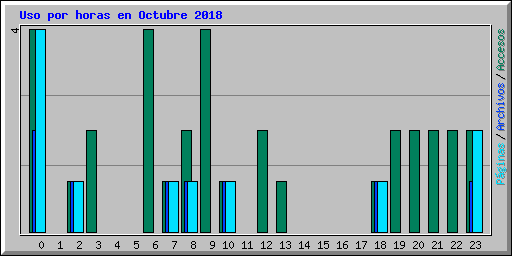 Uso por horas en Octubre 2018
4
0 1 2 3 4 5 6 7 8 9 10 11 12 13 14 15 16 17 18 19 20 21 22 23
Páginas / Archivos / Accesos